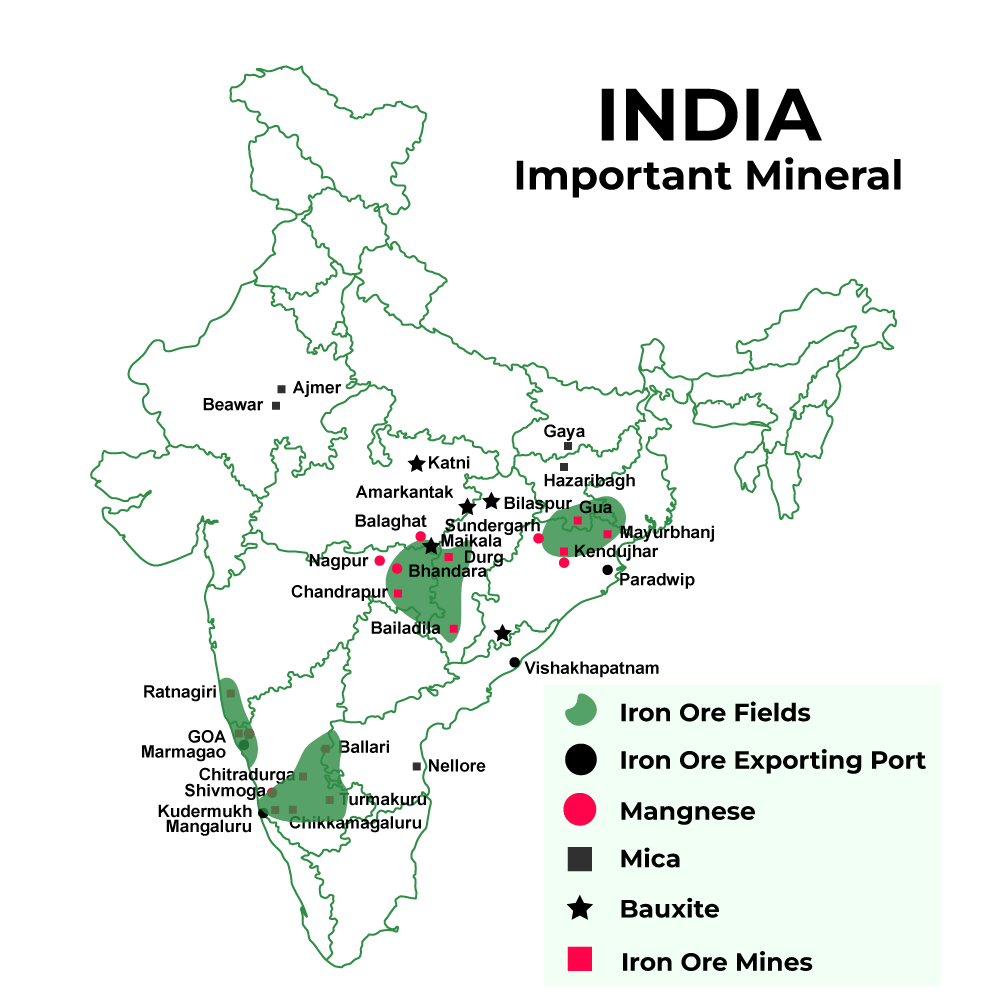 INDIA
Important Mineral
Ajmer
Beawar
Gaya
Katni
Hazaribagh
Amarkantak
Bilaspur
Gua
Balaghat
Sundergarh
Mayurbhanj
Maikala
Kendujhar
Nagpur
Durg
Bhandara
Paradwip
Chandrapur
Bailadila
Vishakhapatnam
Ratnagiri
GOA
Marmagao
Ballari
Nellore
Chitradurga
Shivmoga
Turmakuru
Kudermukh
Chikkamagaluru
Mangaluru
Iron Ore Fields
Iron Ore Exporting Port
Mangnese
Mica
Bauxite
Iron Ore Mines